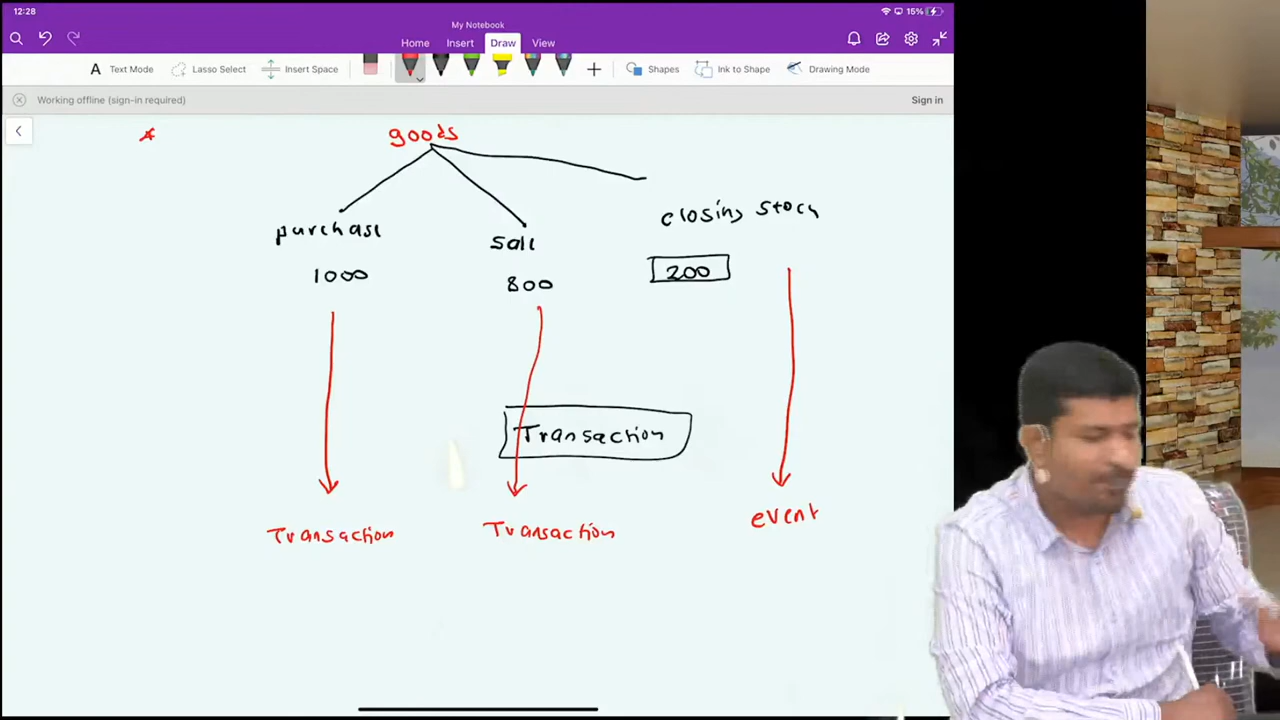 12:28
15%
My Notebook
Home Insert Draw View
Text Mode Lasso Select Insert Space Shapes Ink to Shape Drawing Mode
Working offline (sign-in required) Sign in
goods
purchase sale closing stock
1000 800 200
Transaction
Transaction Transaction event